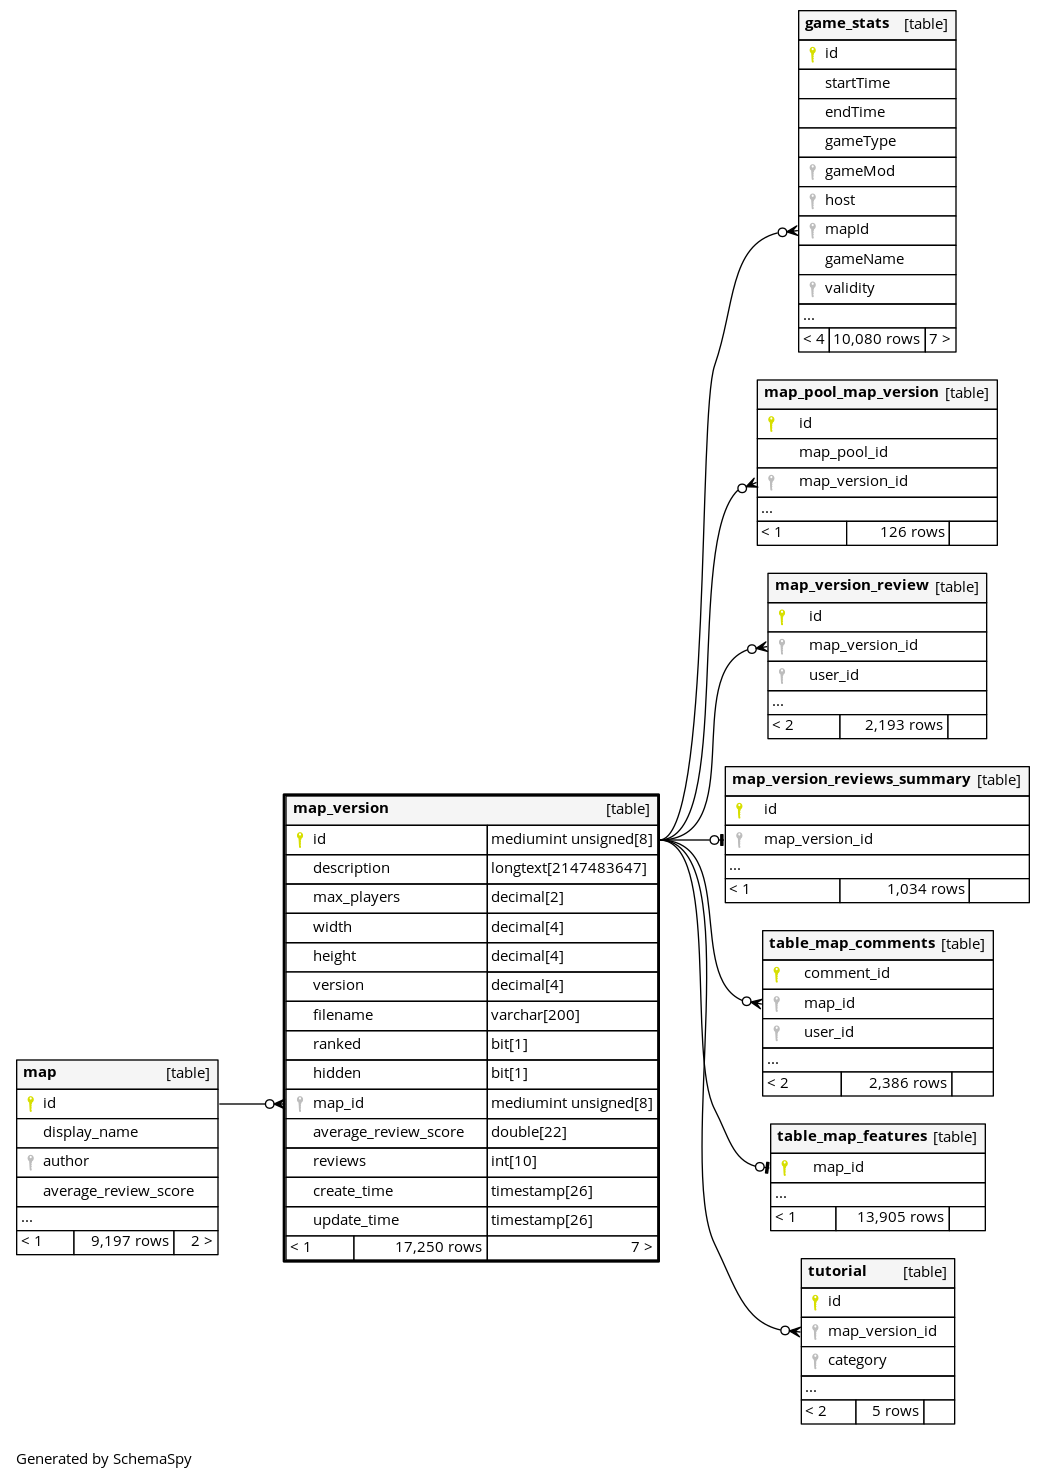 game_stats [table]
id
startTime
endTime
gameType
gameMod
host
mapId
gameName
validity
...
< 4 10,080 rows 7 >
map_pool_map_version [table]
id
map_pool_id
map_version_id
...
< 1 126 rows
map_version_review [table]
id
map_version_id
user_id
...
< 2 2,193 rows
map_version_reviews_summary [table]
id
map_version_id
...
< 1 1,034 rows
map_version [table]
id mediumint unsigned[8]
description longtext[2147483647]
max_players decimal[2]
width decimal[4]
height decimal[4]
version decimal[4]
filename varchar[200]
ranked bit[1]
hidden bit[1]
map_id mediumint unsigned[8]
average_review_score double[22]
reviews int[10]
create_time timestamp[26]
update_time timestamp[26]
< 1 17,250 rows 7 >
table_map_comments [table]
comment_id
map_id
user_id
...
< 2 2,386 rows
map [table]
id
display_name
author
average_review_score
...
< 1 9,197 rows 2 >
table_map_features [table]
map_id
...
< 1 13,905 rows
tutorial [table]
id
map_version_id
category
...
< 2 5 rows
Generated by SchemaSpy